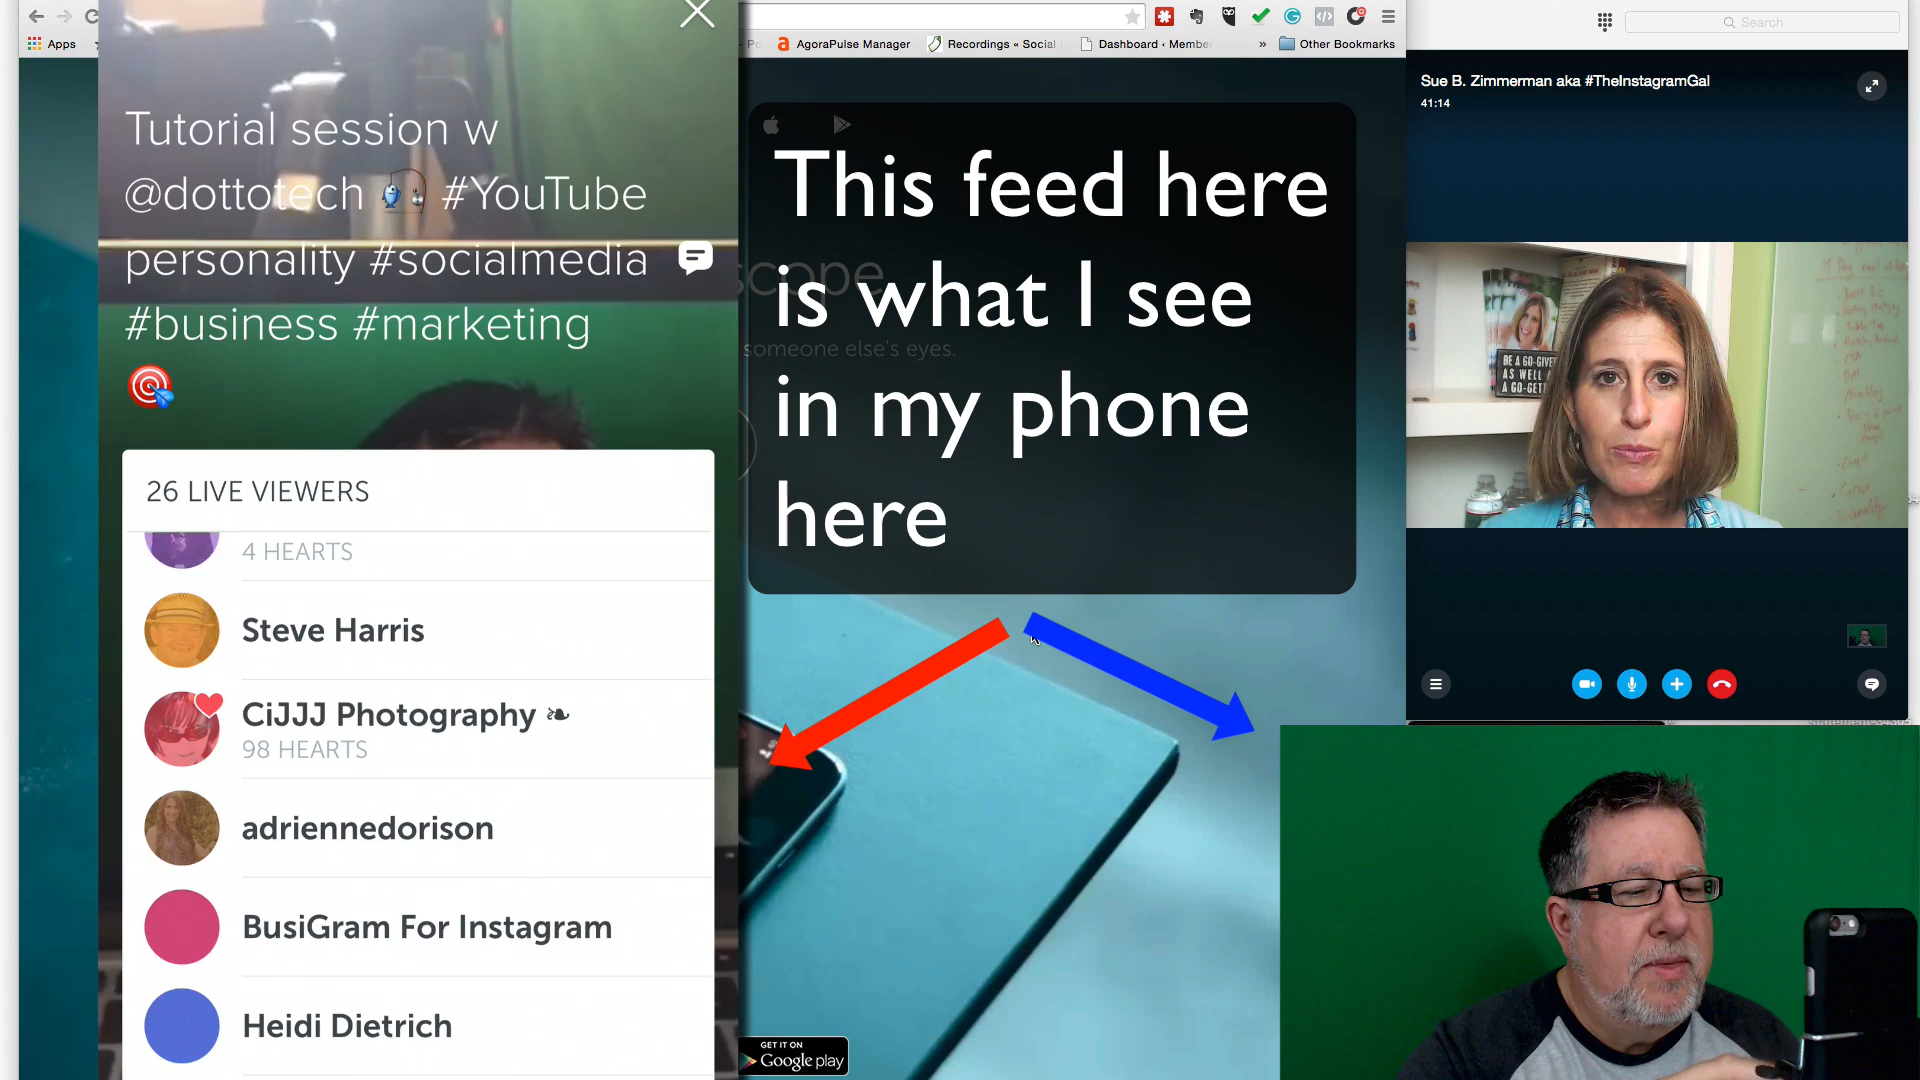 Apps
AgoraPulse Manager
Recordings « Social
Dashboard ‹ Member
»
Other Bookmarks
Search
Tutorial session w
@dottotech 🎣 #YouTube
personality #socialmedia
#business #marketing
🎯
26 LIVE VIEWERS
4 HEARTS
Steve Harris
CiJJJ Photography ❧
98 HEARTS
adriennedorison
BusiGram For Instagram
Heidi Dietrich
scope
someone else's eyes.
This feed here
is what I see
in my phone
here
GET IT ON
Google play
Sue B. Zimmerman aka #TheInstagramGal
41:14
BE A GO-GIVE
AS WELL A
A GO-GETT